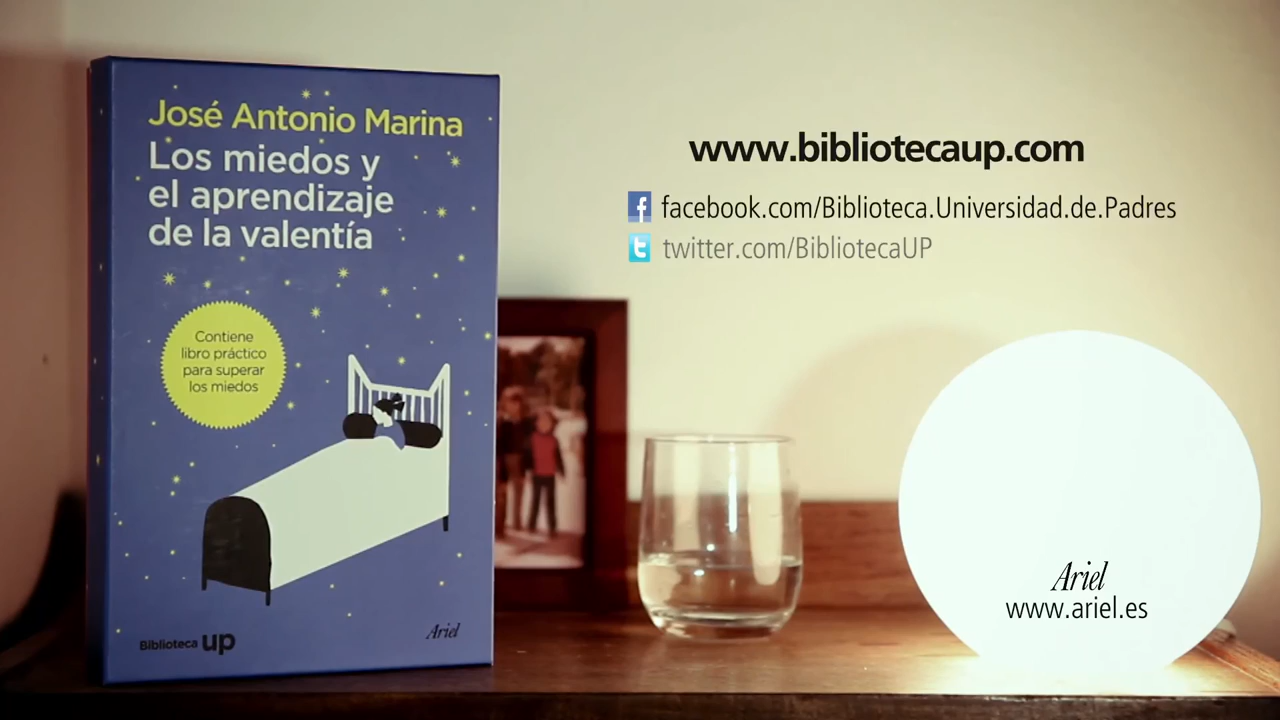 José Antonio Marina
Los miedos y
el aprendizaje
de la valentía
Contiene
libro práctico
para superar
los miedos
Biblioteca up
Ariel
www.bibliotecaup.com
facebook.com/Biblioteca.Universidad.de.Padres
twitter.com/BibliotecaUP
Ariel
www.ariel.es